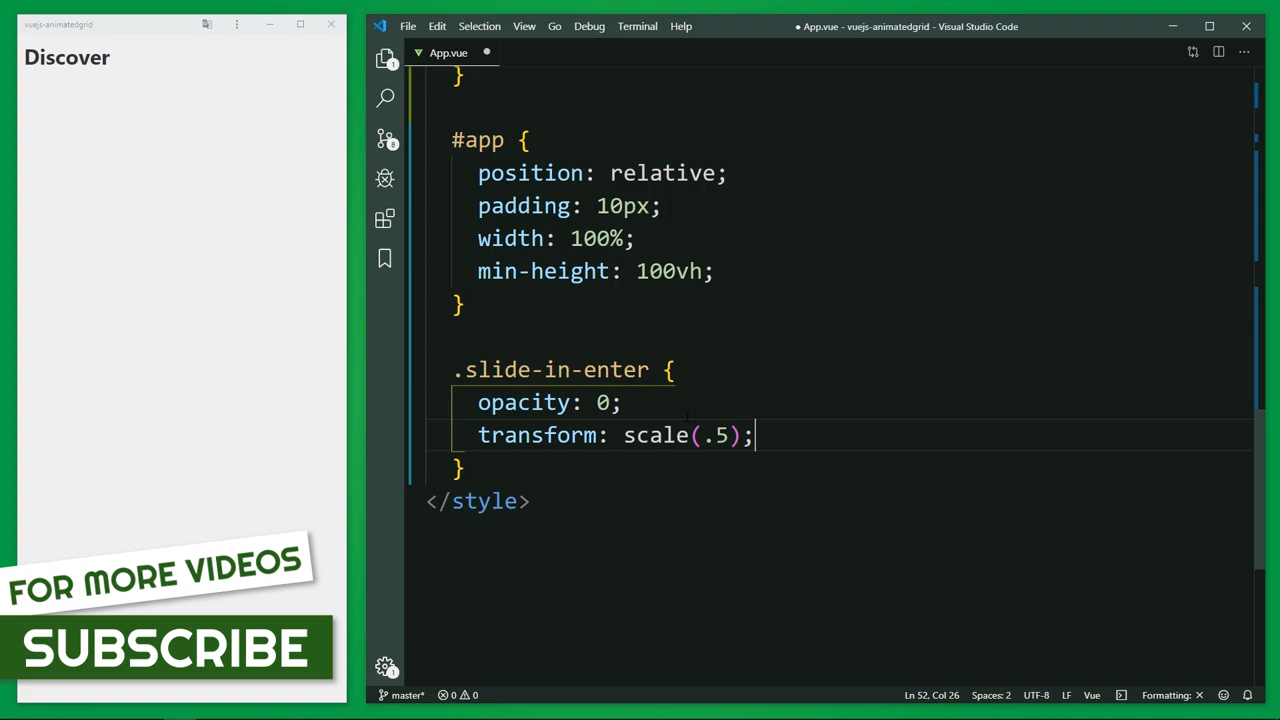 vuejs-animatedgrid
Discover
FOR MORE VIDEOS
SUBSCRIBE
File Edit Selection View Go Debug Terminal Help
● App.vue - vuejs-animatedgrid - Visual Studio Code
App.vue
}
#app {
position: relative;
padding: 10px;
width: 100%;
min-height: 100vh;
}
.slide-in-enter {
opacity: 0;
transform: scale(.5);
}
</style>
1
8
1
master* 0 0
Ln 52, Col 26 Spaces: 2 UTF-8 LF Vue Formatting: ×